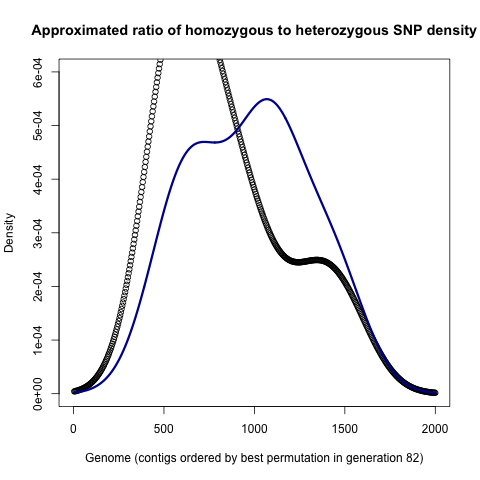 Approximated ratio of homozygous to heterozygous SNP density
6e-04
5e-04
4e-04
3e-04
2e-04
1e-04
0e+00
Density
0 500 1000 1500 2000
Genome (contigs ordered by best permutation in generation 82)